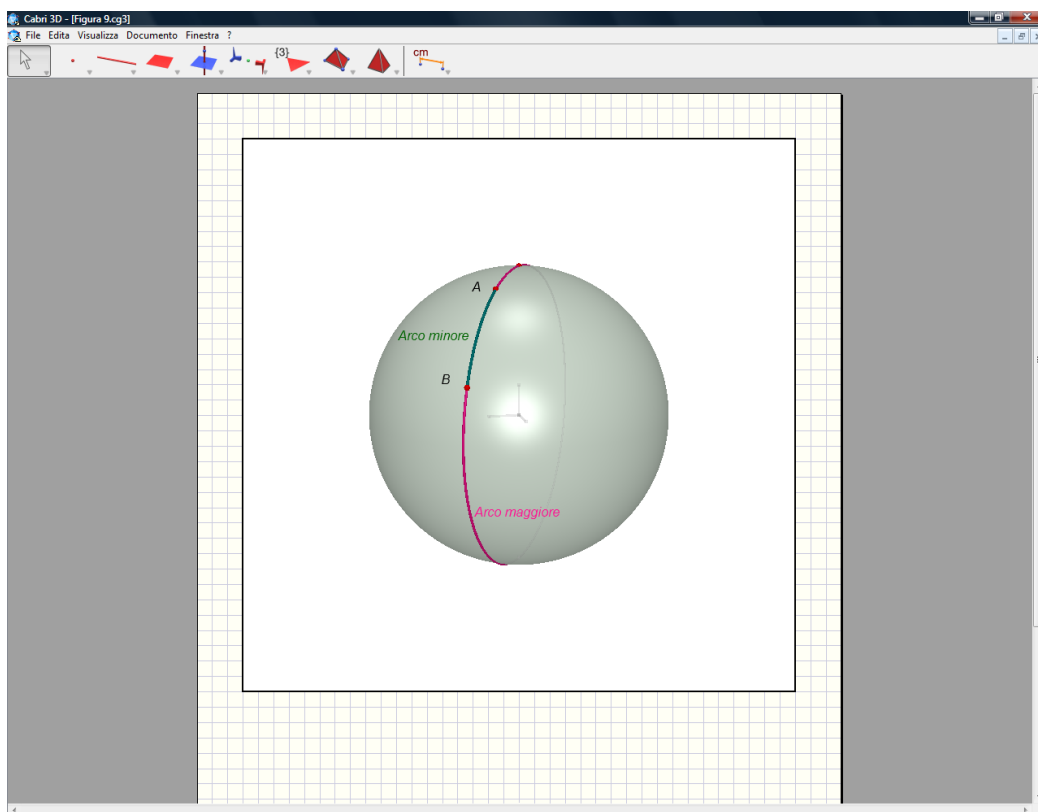 Cabri 3D - [Figura 9.cg3]
File Edita Visualizza Documento Finestra ?
{3}
cm
A
Arco minore
B
Arco maggiore